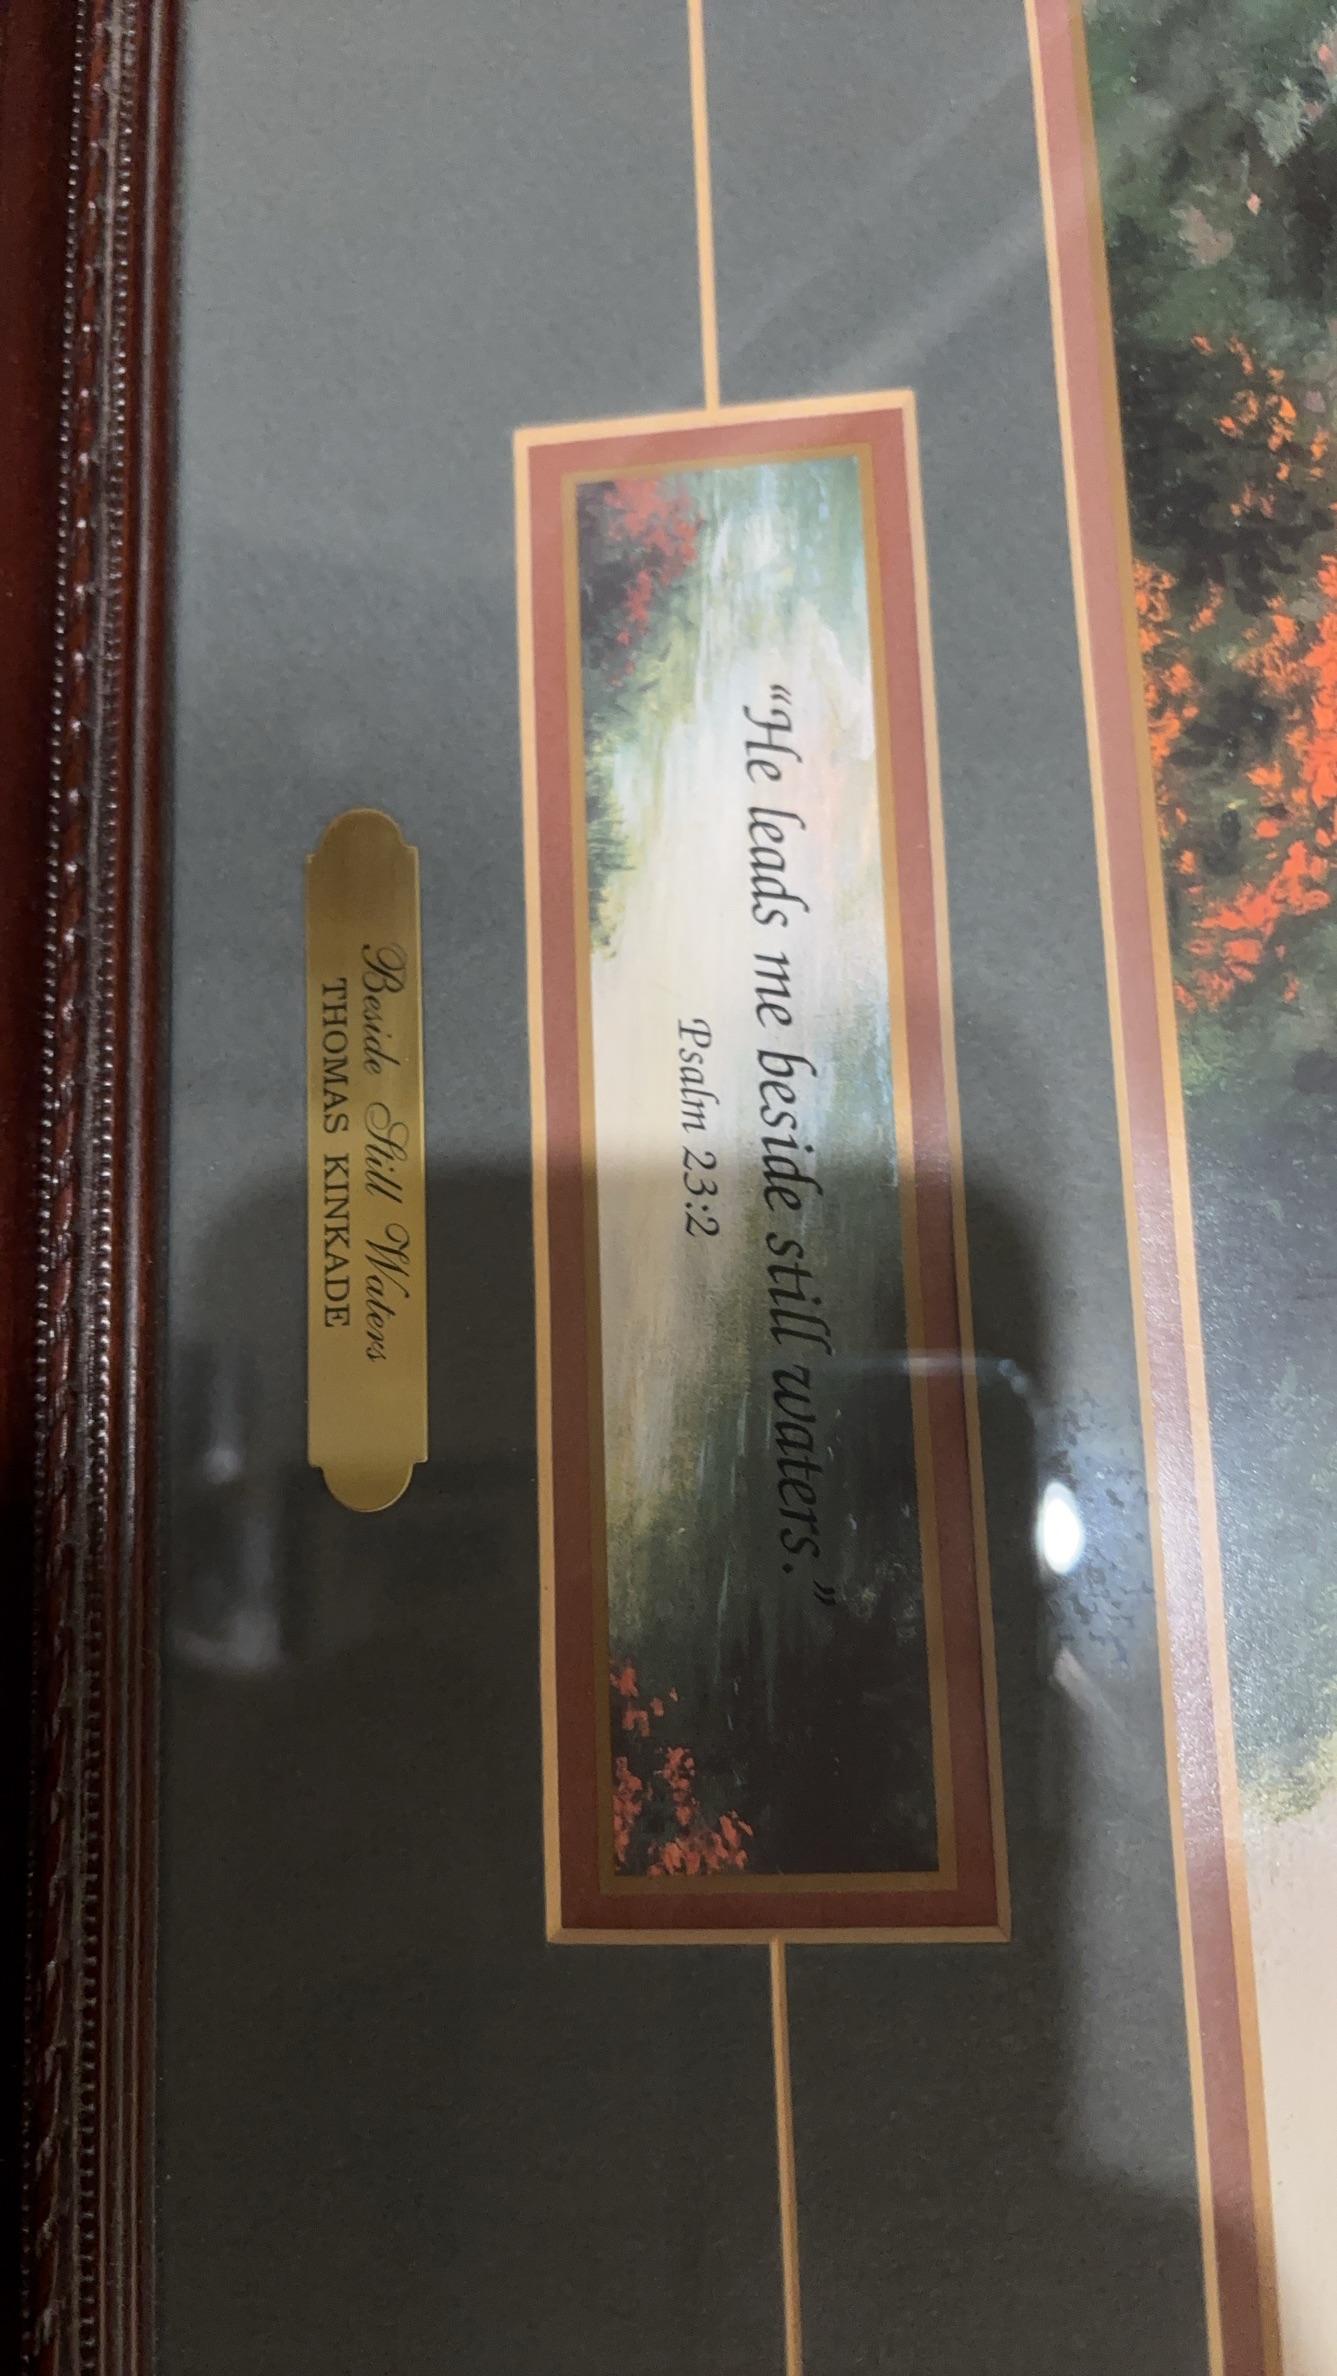 “He leads me beside still waters.”
Psalm 23:2
Beside Still Waters
THOMAS KINKADE